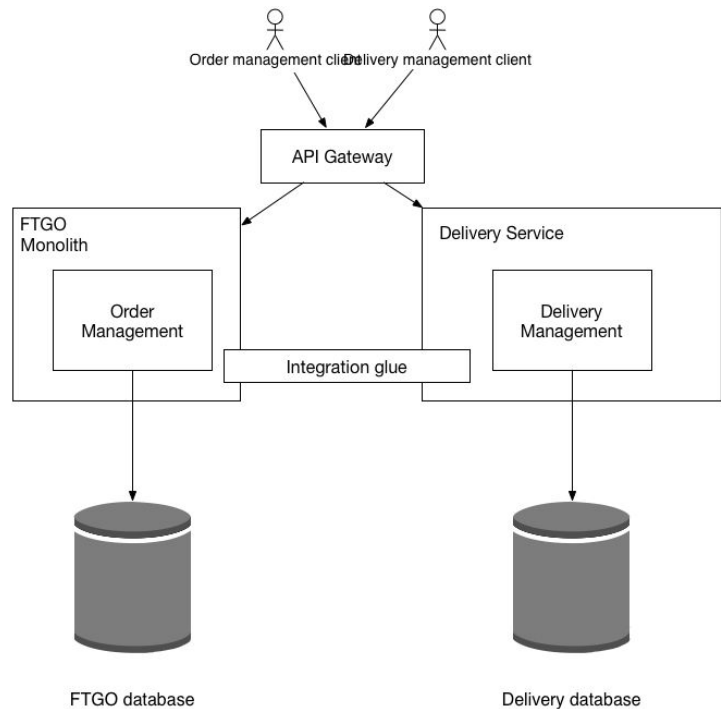 Order management client
Delivery management client
API Gateway
FTGO
Monolith
Delivery Service
Order
Management
Delivery
Management
Integration glue
FTGO database
Delivery database